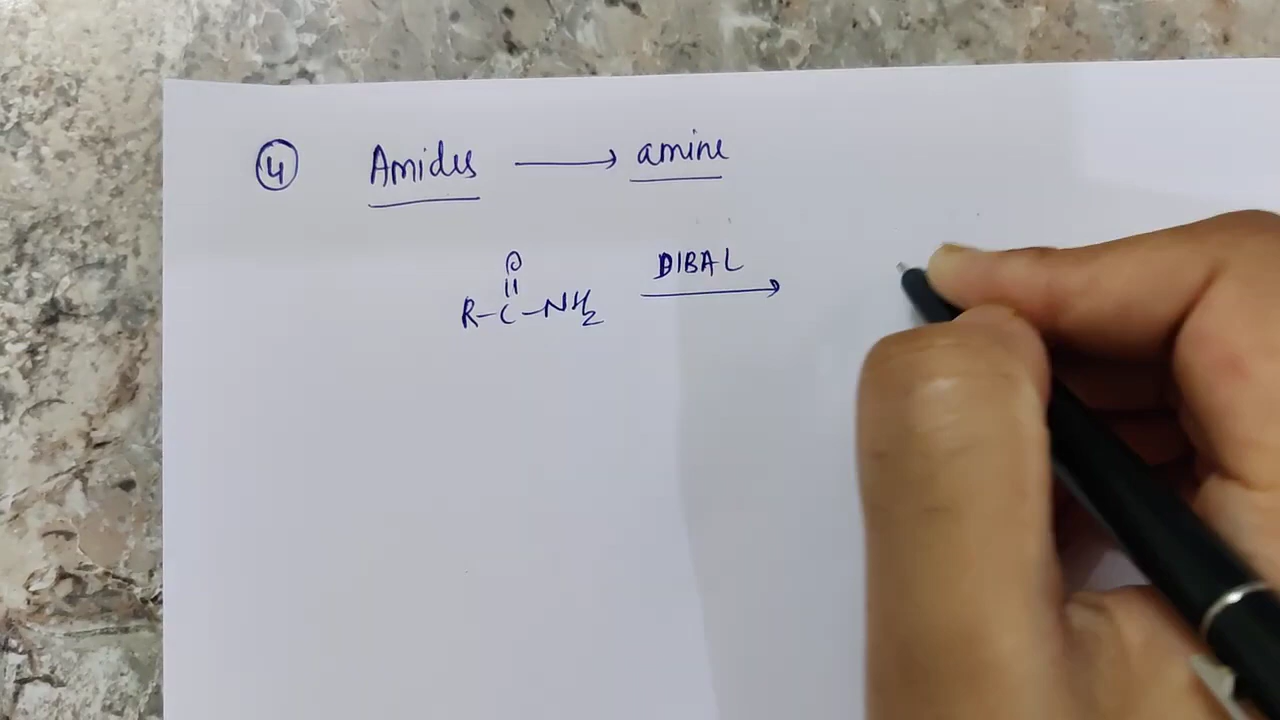 ④ Amides ⟶ amine
O
||
R-C-NH₂ ⟶ DIBAL